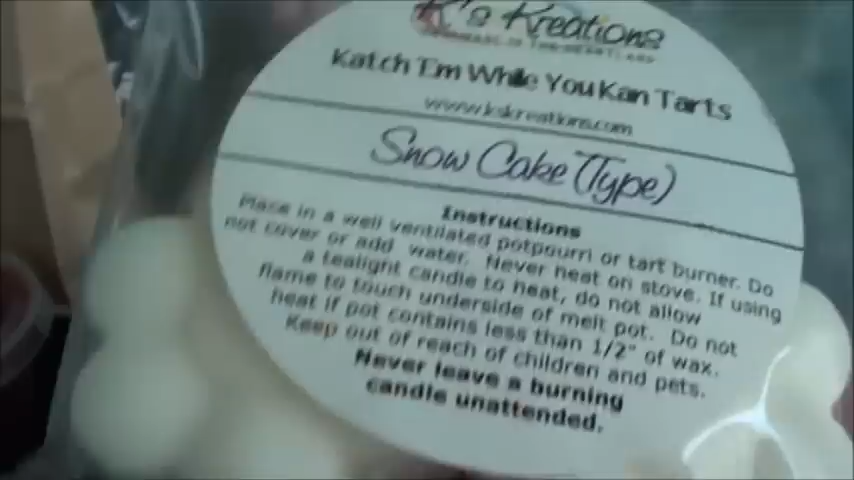 K's Kreations
Katch Em While You Kan Tarts
www.kskreations.com
Snow Cake (Type)
Instructions
Place in a well ventilated potpourri or tart burner. Do
not cover or add water. Never heat on stove. If using
a tealight candle to heat, do not allow
flame to touch underside of melt pot. Do not
heat if pot contains less than 1/2" of wax.
Keep out of reach of children and pets.
Never leave a burning
candle unattended.